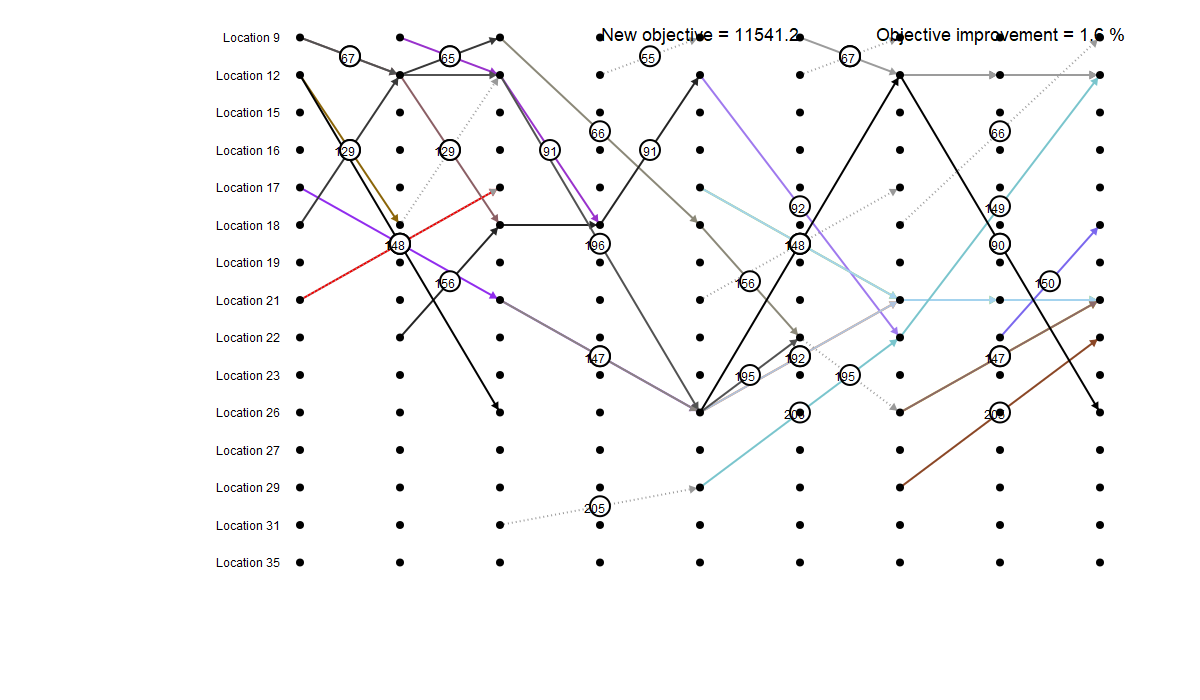 New objective = 11541.2 Objective improvement = 1.6 %
Location 9
67 65 55 67
Location 12
Location 15
66 66
Location 16
129 129 91 91
Location 17
92 149
Location 18
148 196 148 90
Location 19
156 156 150
Location 21
Location 22
147 192 147
Location 23
195 195
Location 26
Location 27
Location 29
205
Location 31
Location 35